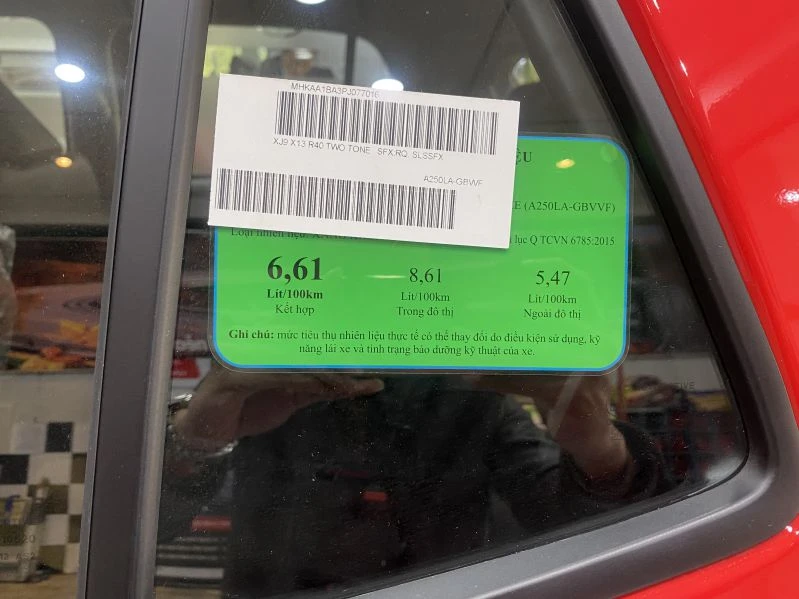 MHKAA1BA3PJ077016
XJ9 X13 R40 TWO TONE SFX:RQ, SLSSFX
A250LA-GBVVF
ỆU
E (A250LA-GBVVF)
Loại nhiên liệu:
lục Q TCVN 6785:2015
6,61 8,61 5,47
Lít/100km Lít/100km Lít/100km
Kết hợp Trong đô thị Ngoài đô thị
Ghi chú: mức tiêu thụ nhiên liệu thực tế có thể thay đổi do điều kiện sử dụng, kỹ
năng lái xe và tình trạng bảo dưỡng kỹ thuật của xe.